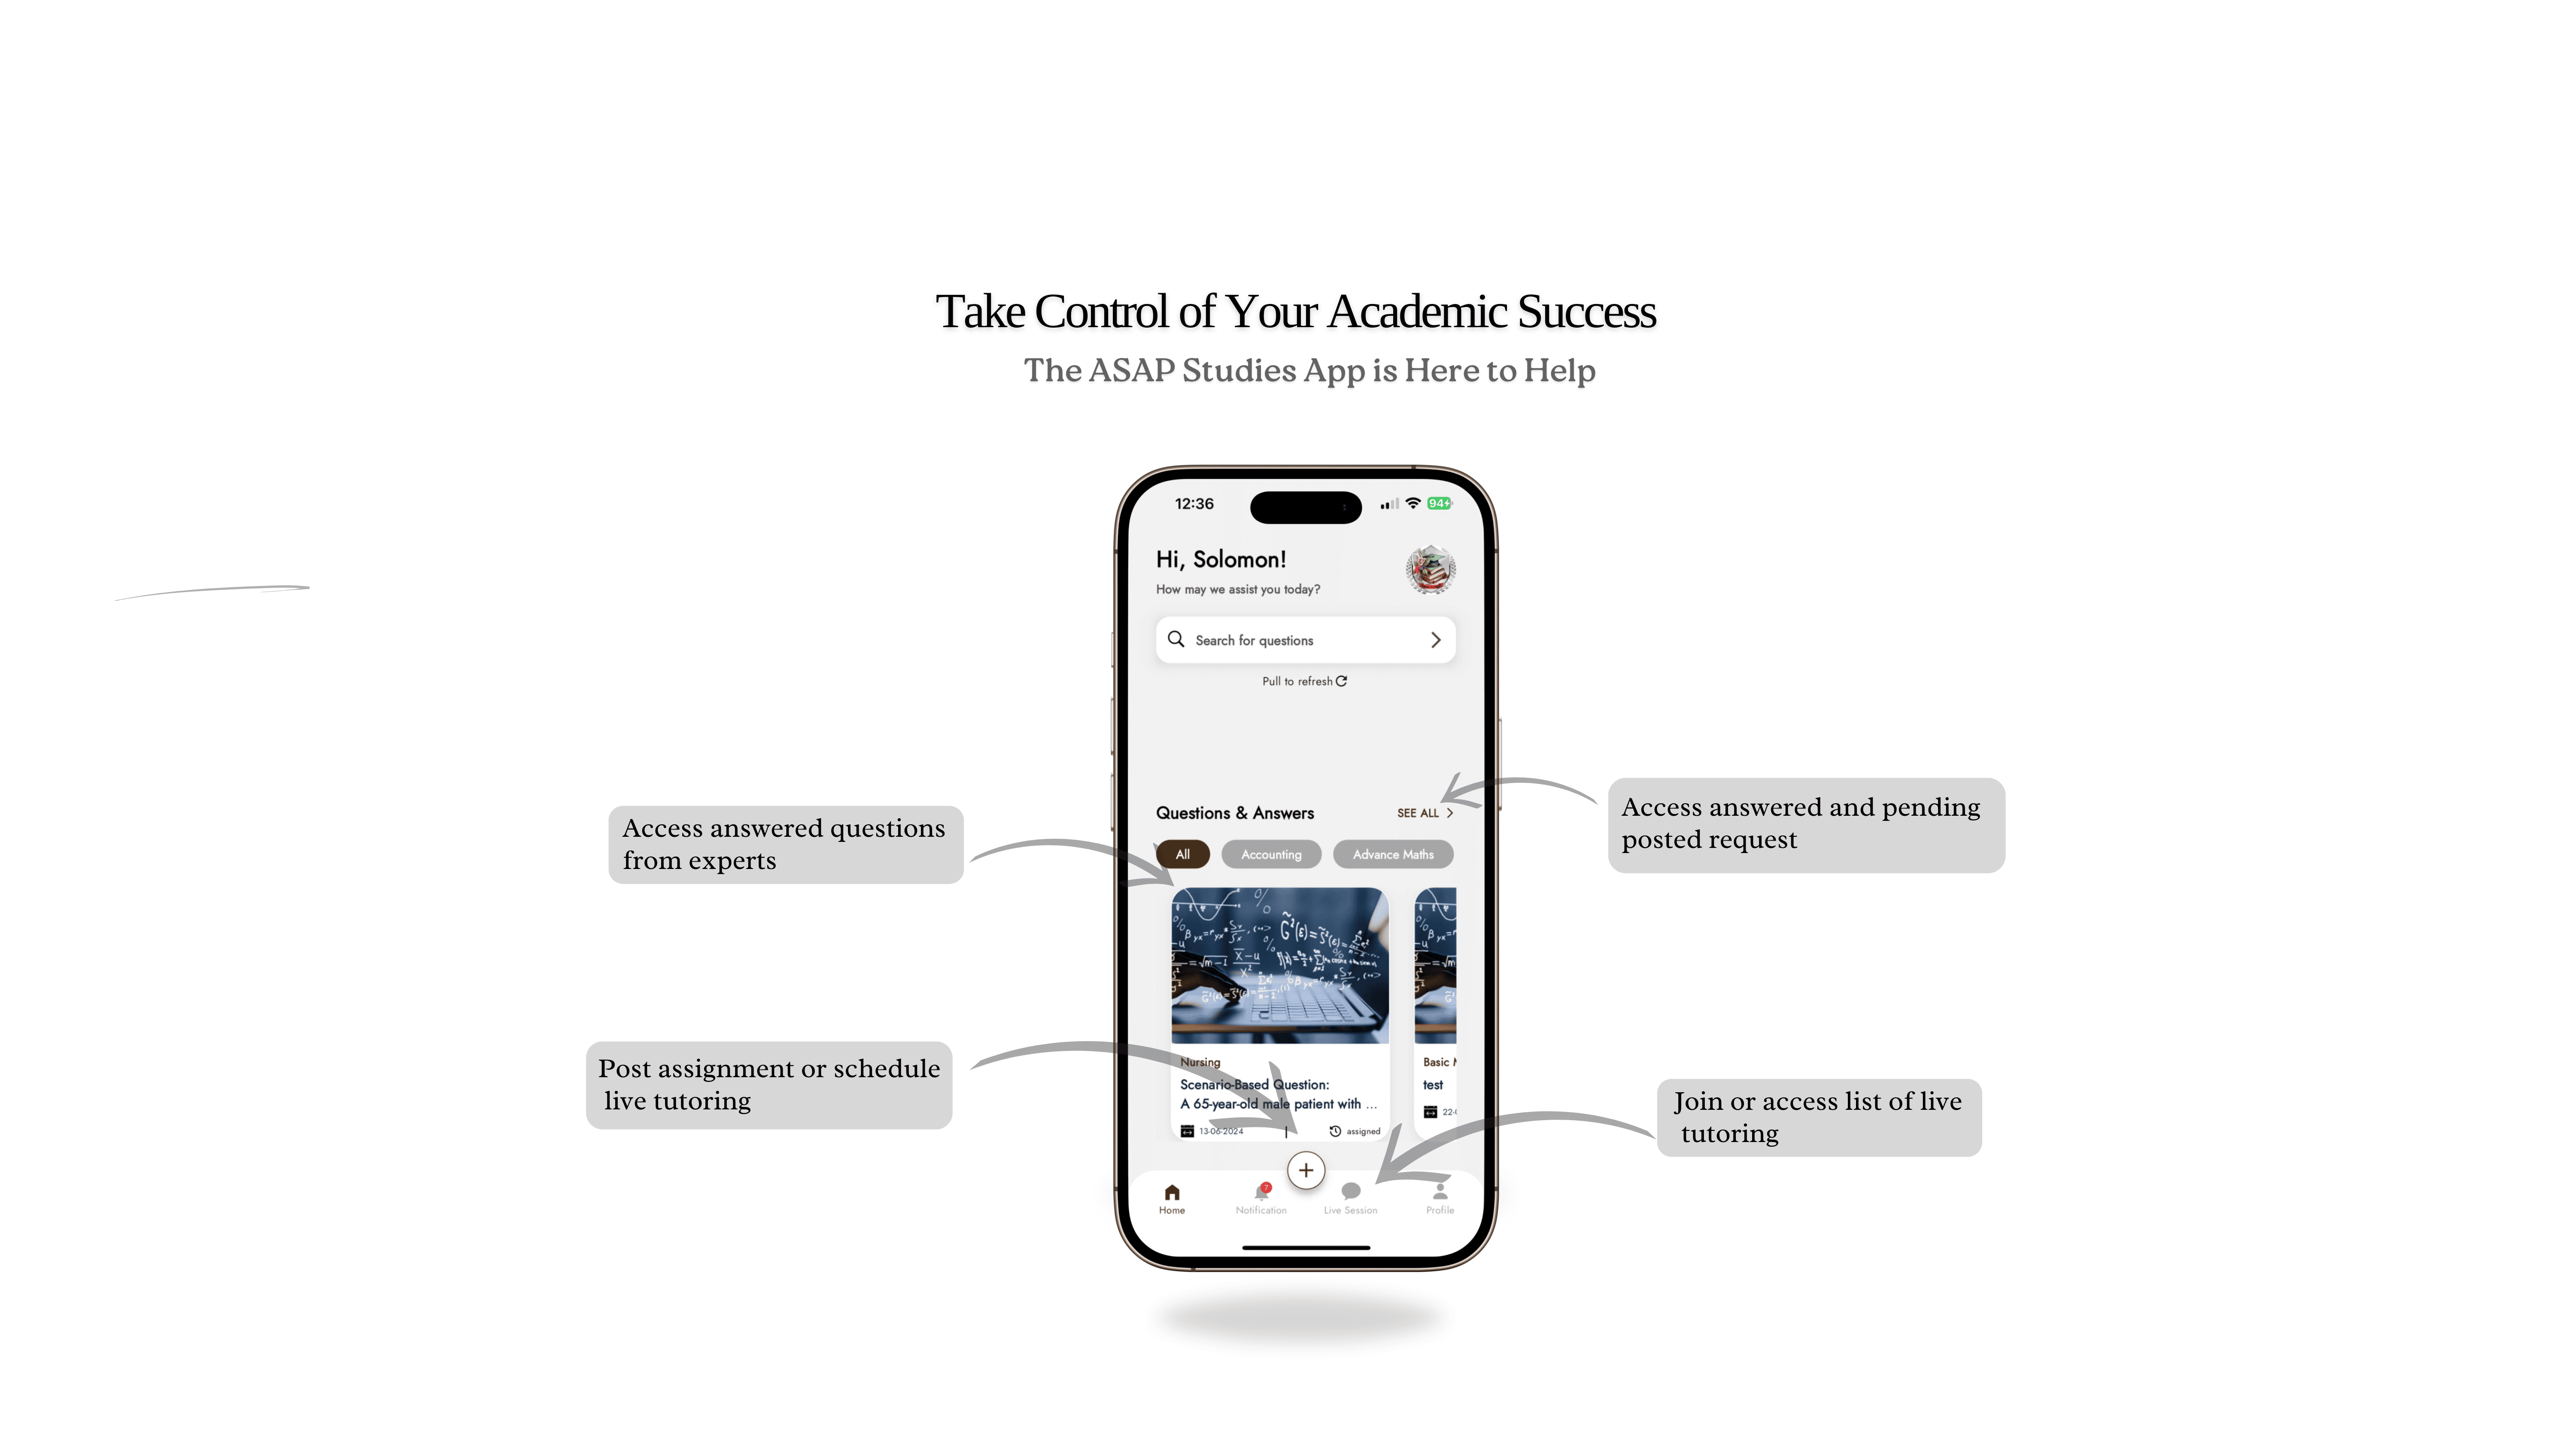 Take Control of Your Academic Success
The ASAP Studies App is Here to Help
12:36
94
Hi, Solomon!
How may we assist you today?
Search for questions
Pull to refresh
Questions & Answers
SEE ALL
All
Accounting
Advance Maths
Nursing
Scenario-Based Question:
A 65-year-old male patient with ...
13-06-2024
assigned
Basic
test
22-
7
Home
Notification
Live Session
Profile
Access answered questions
from experts
Post assignment or schedule
live tutoring
Access answered and pending
posted request
Join or access list of live
tutoring